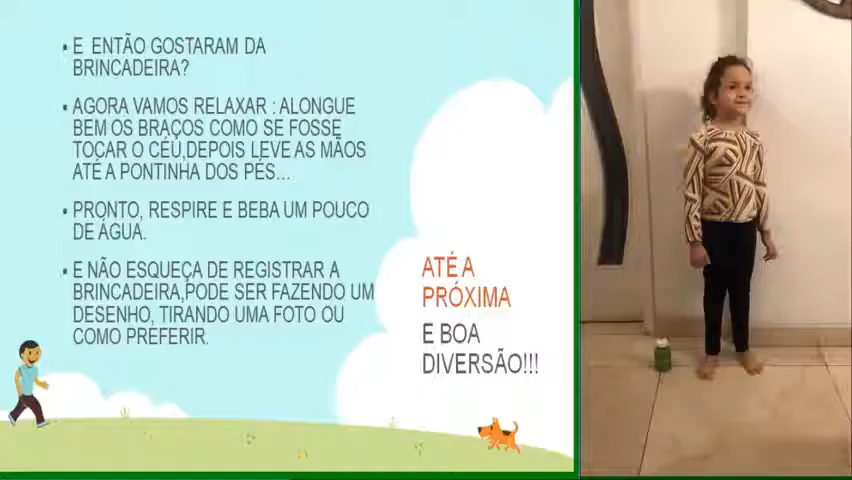 ▪ E ENTÃO GOSTARAM DA
BRINCADEIRA?
▪ AGORA VAMOS RELAXAR : ALONGUE
BEM OS BRAÇOS COMO SE FOSSE
TOCAR O CÉU,DEPOIS LEVE AS MÃOS
ATÉ A PONTINHA DOS PÉS...
▪ PRONTO, RESPIRE E BEBA UM POUCO
DE ÁGUA.
▪ E NÃO ESQUEÇA DE REGISTRAR A
BRINCADEIRA,PODE SER FAZENDO UM
DESENHO, TIRANDO UMA FOTO OU
COMO PREFERIR.
ATÉ A
PRÓXIMA
E BOA
DIVERSÃO!!!